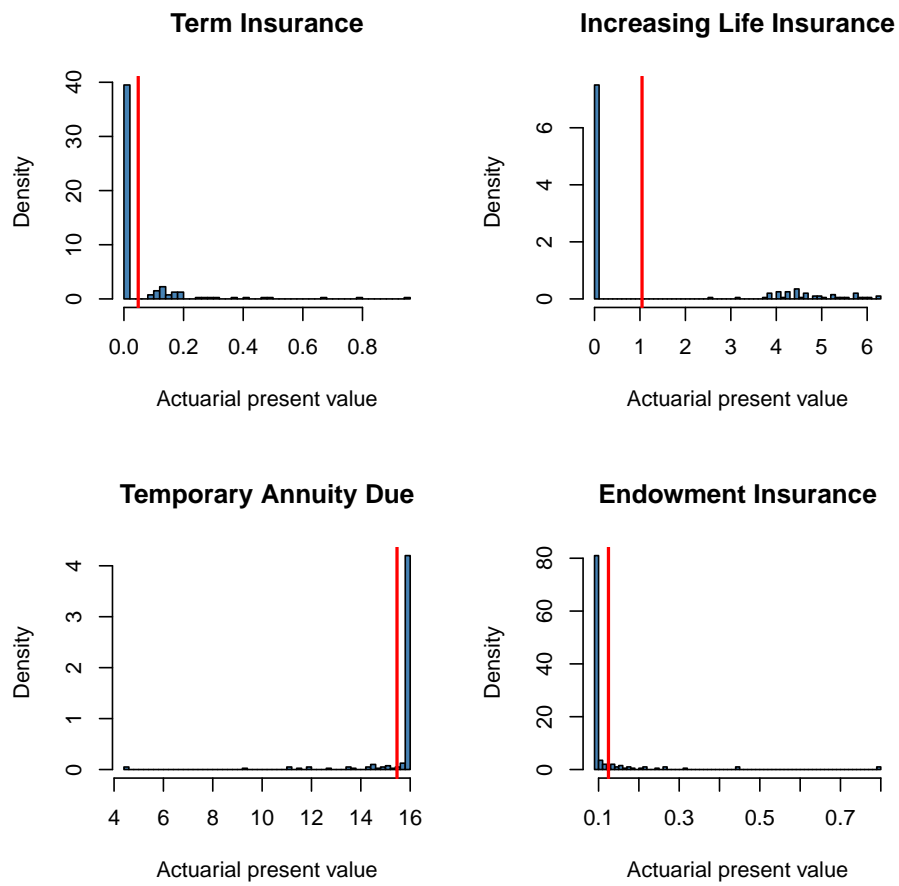 Term Insurance
Density
0 10 20 30 40
0.0 0.2 0.4 0.6 0.8
Actuarial present value
Increasing Life Insurance
Density
0 2 4 6
0 1 2 3 4 5 6
Actuarial present value
Temporary Annuity Due
Density
0 1 2 3 4
4 6 8 10 12 14 16
Actuarial present value
Endowment Insurance
Density
0 20 40 60 80
0.1 0.3 0.5 0.7
Actuarial present value